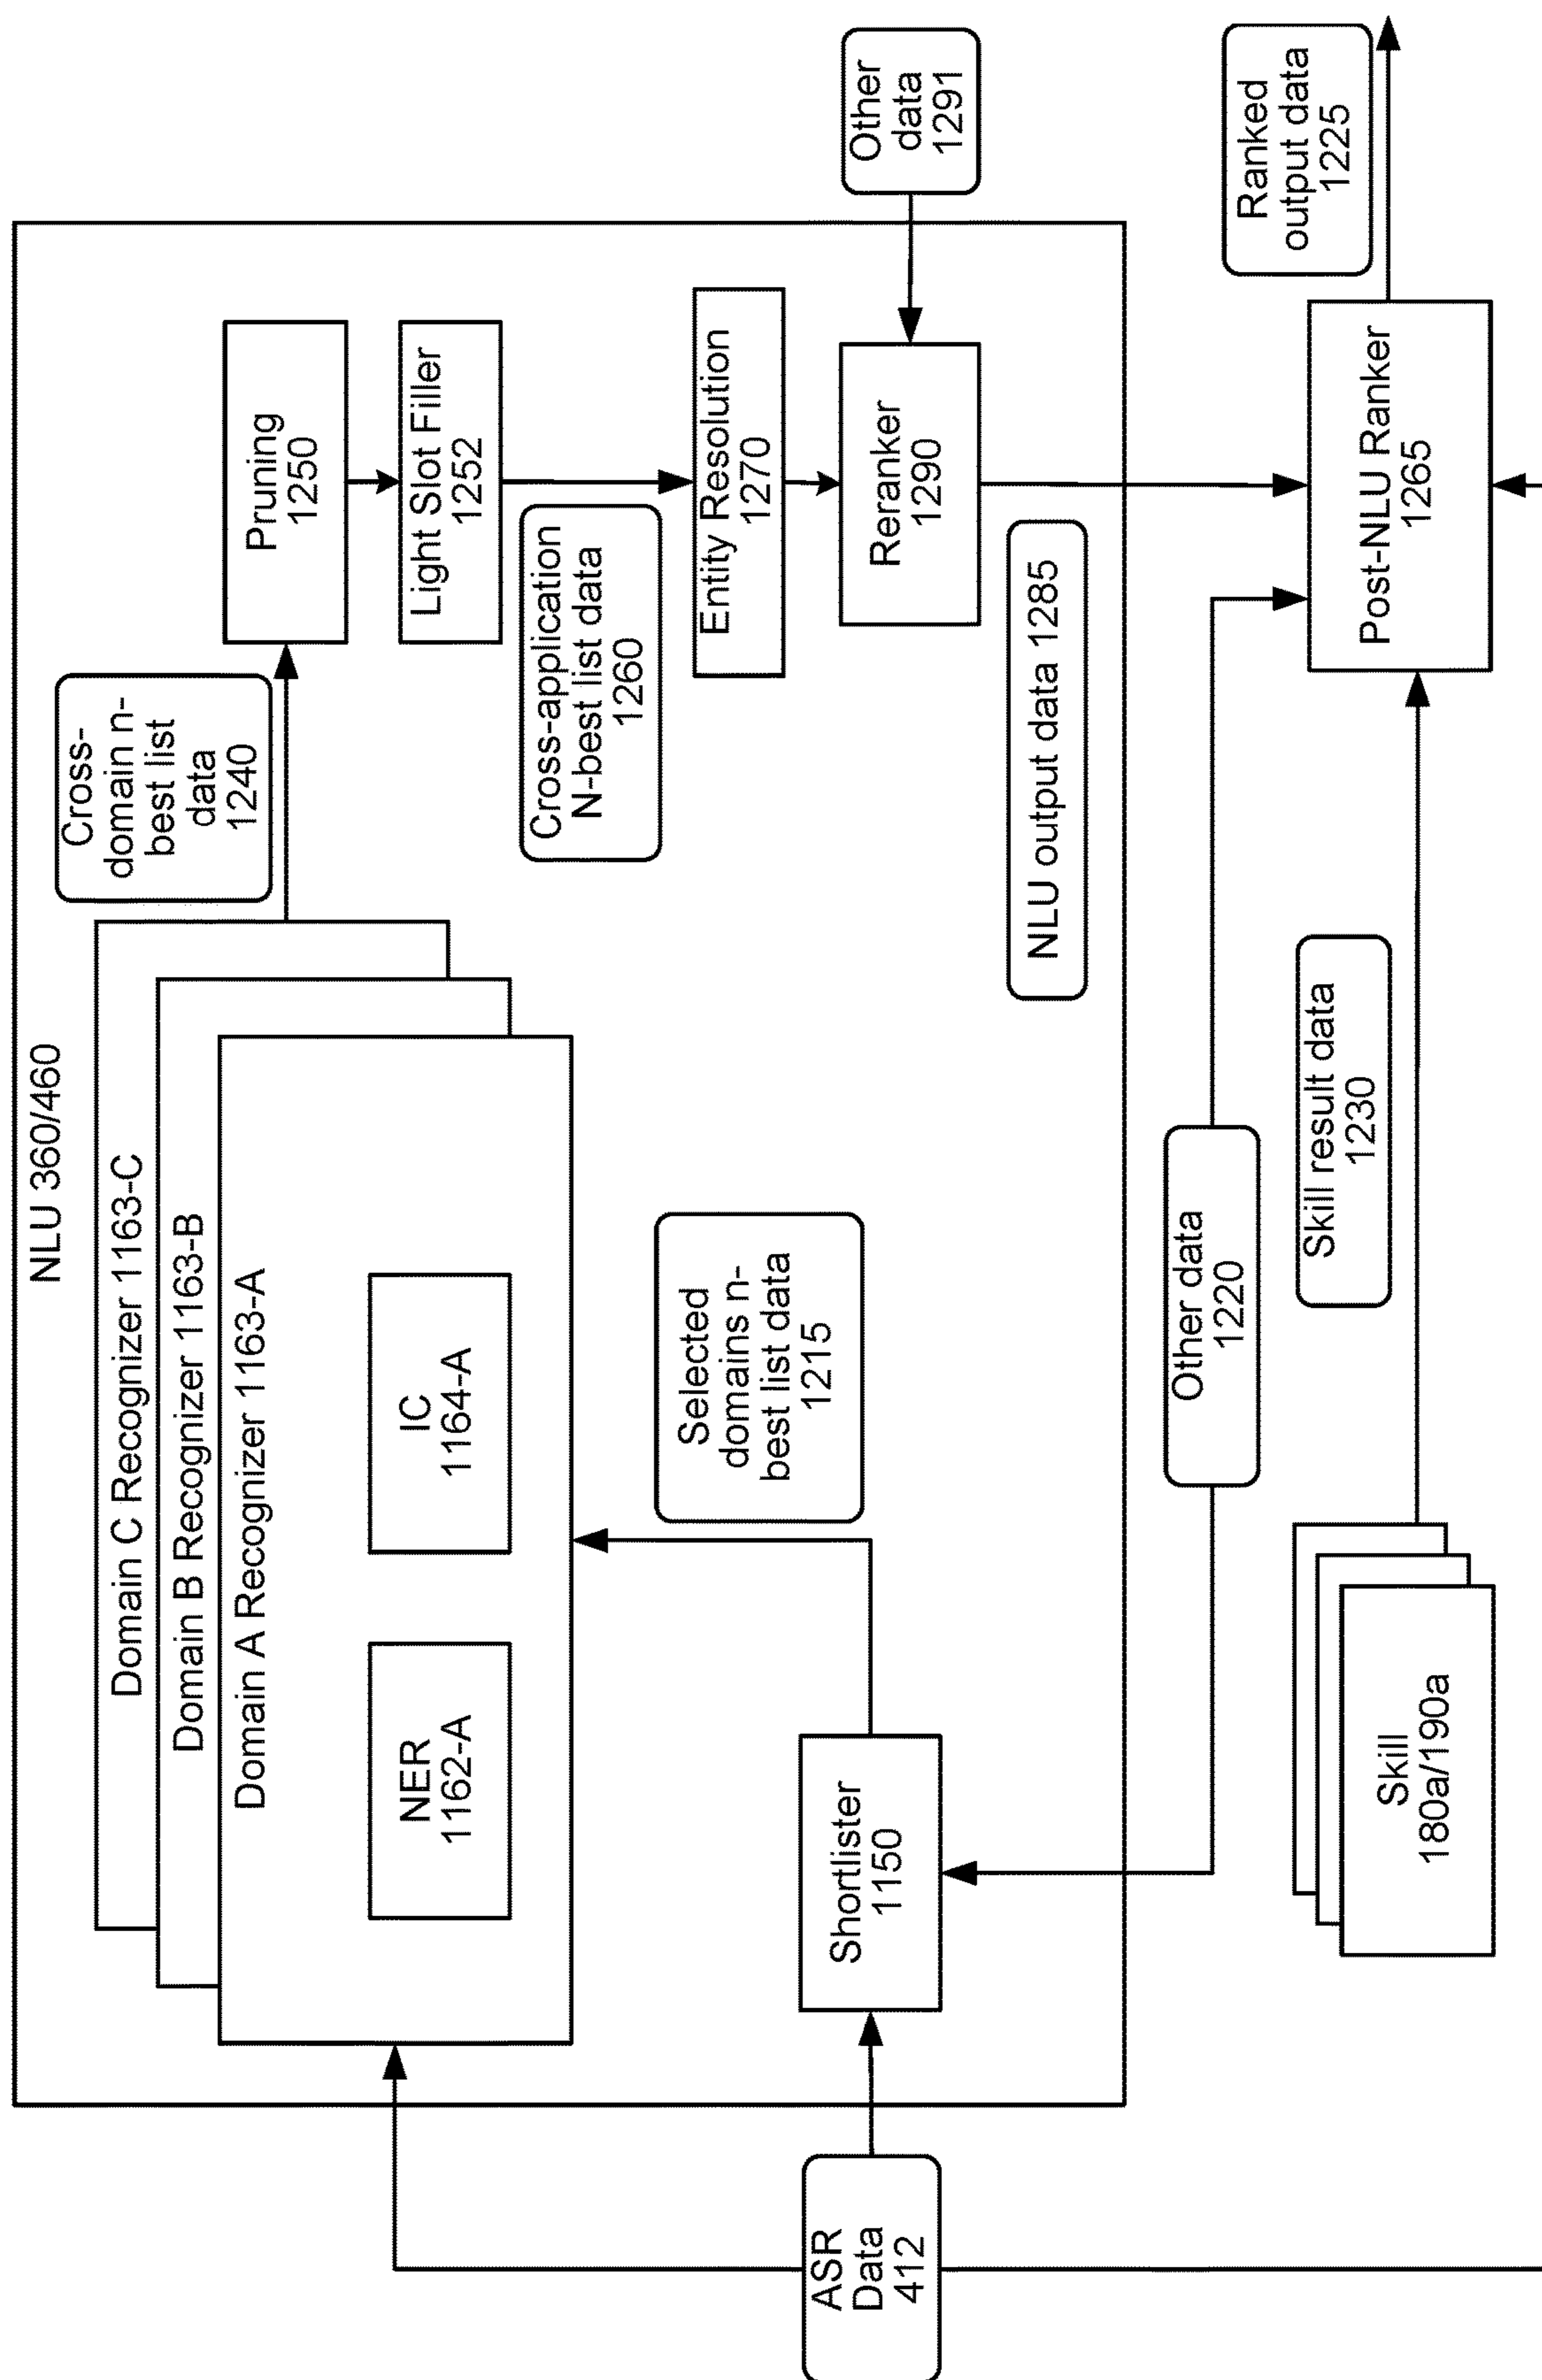 NLU 360/460
Domain C Recognizer 1163-C
Domain B Recognizer 1163-B
Domain A Recognizer 1163-A
NER
1162-A
IC
1164-A
Cross-
domain n-
best list
data
1240
Pruning
1250
Light Slot Filler
1252
Cross-application
N-best list data
1260
Entity Resolution
1270
Reranker
1290
Other
data
1291
Selected
domains n-
best list data
1215
Shortlister
1150
ASR
Data
412
NLU output data 1285
Other data
1220
Skill result data
1230
Skill
180a/190a
Post-NLU Ranker
1265
Ranked
output data
1225